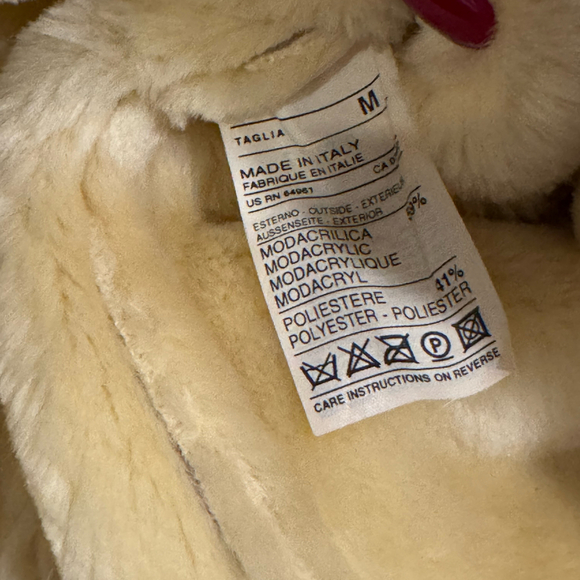 TAGLIA M
MADE IN ITALY
FABRIQUE EN ITALIE
US RN 64961 CA
ESTERNO - OUTSIDE - EXTERIEUR
AUSSENSEITE - EXTERIOR
MODACRILICA
MODACRYLIC
MODACRYLIQUE
MODACRYL
POLIESTERE 41%
POLYESTER - POLIESTER
P
CARE INSTRUCTIONS ON REVERSE